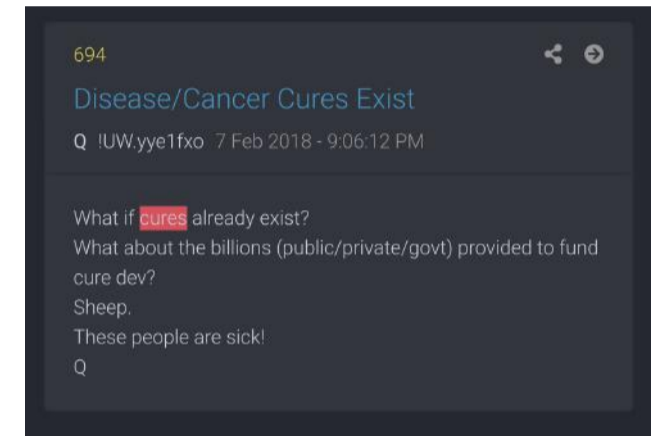 694
Disease/Cancer Cures Exist
Q !UW.yye1fxo 7 Feb 2018 - 9:06:12 PM
What if cures already exist?
What about the billions (public/private/govt) provided to fund
cure dev?
Sheep.
These people are sick!
Q